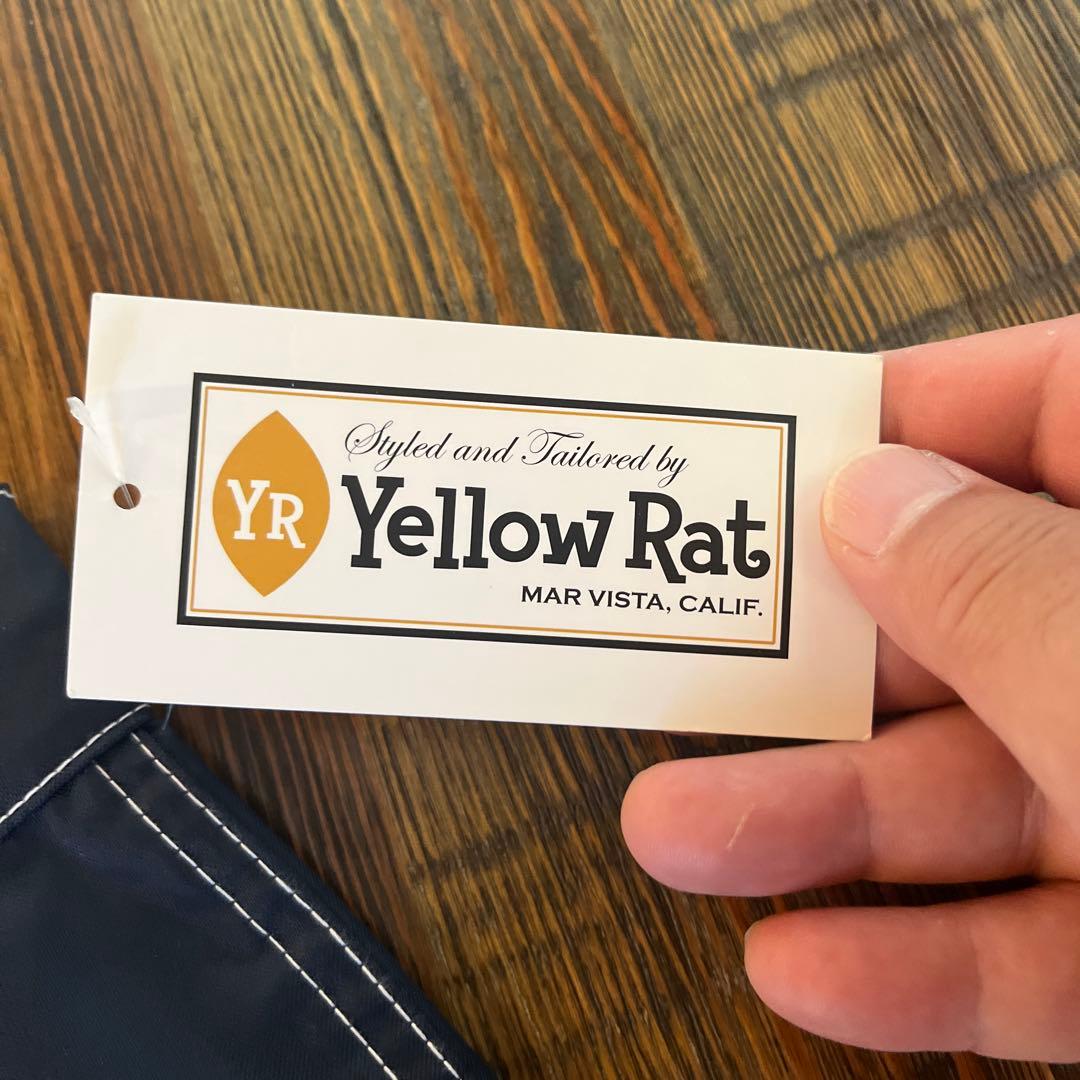 YR
Styled and Tailored by
Yellow Rat
MAR VISTA, CALIF.